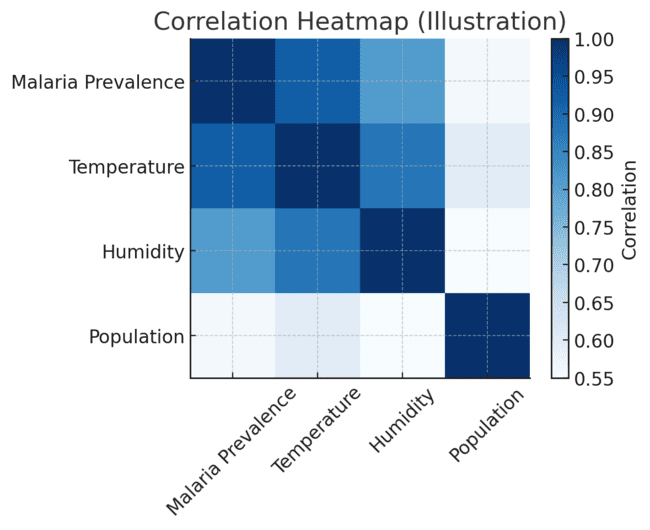 Correlation Heatmap (Illustration)
Malaria Prevalence
Temperature
Humidity
Population
Malaria Prevalence
Temperature
Humidity
Population
1.00
0.95
0.90
0.85
0.80
0.75
0.70
0.65
0.60
0.55
Correlation